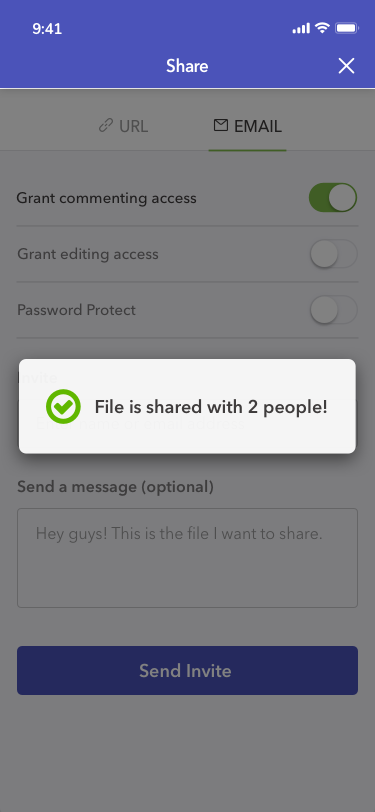 9:41
Share
URL
EMAIL
Grant commenting access
Grant editing access
Password Protect
Invite
File is shared with 2 people!
Send a message (optional)
Hey guys! This is the file I want to share.
Send Invite